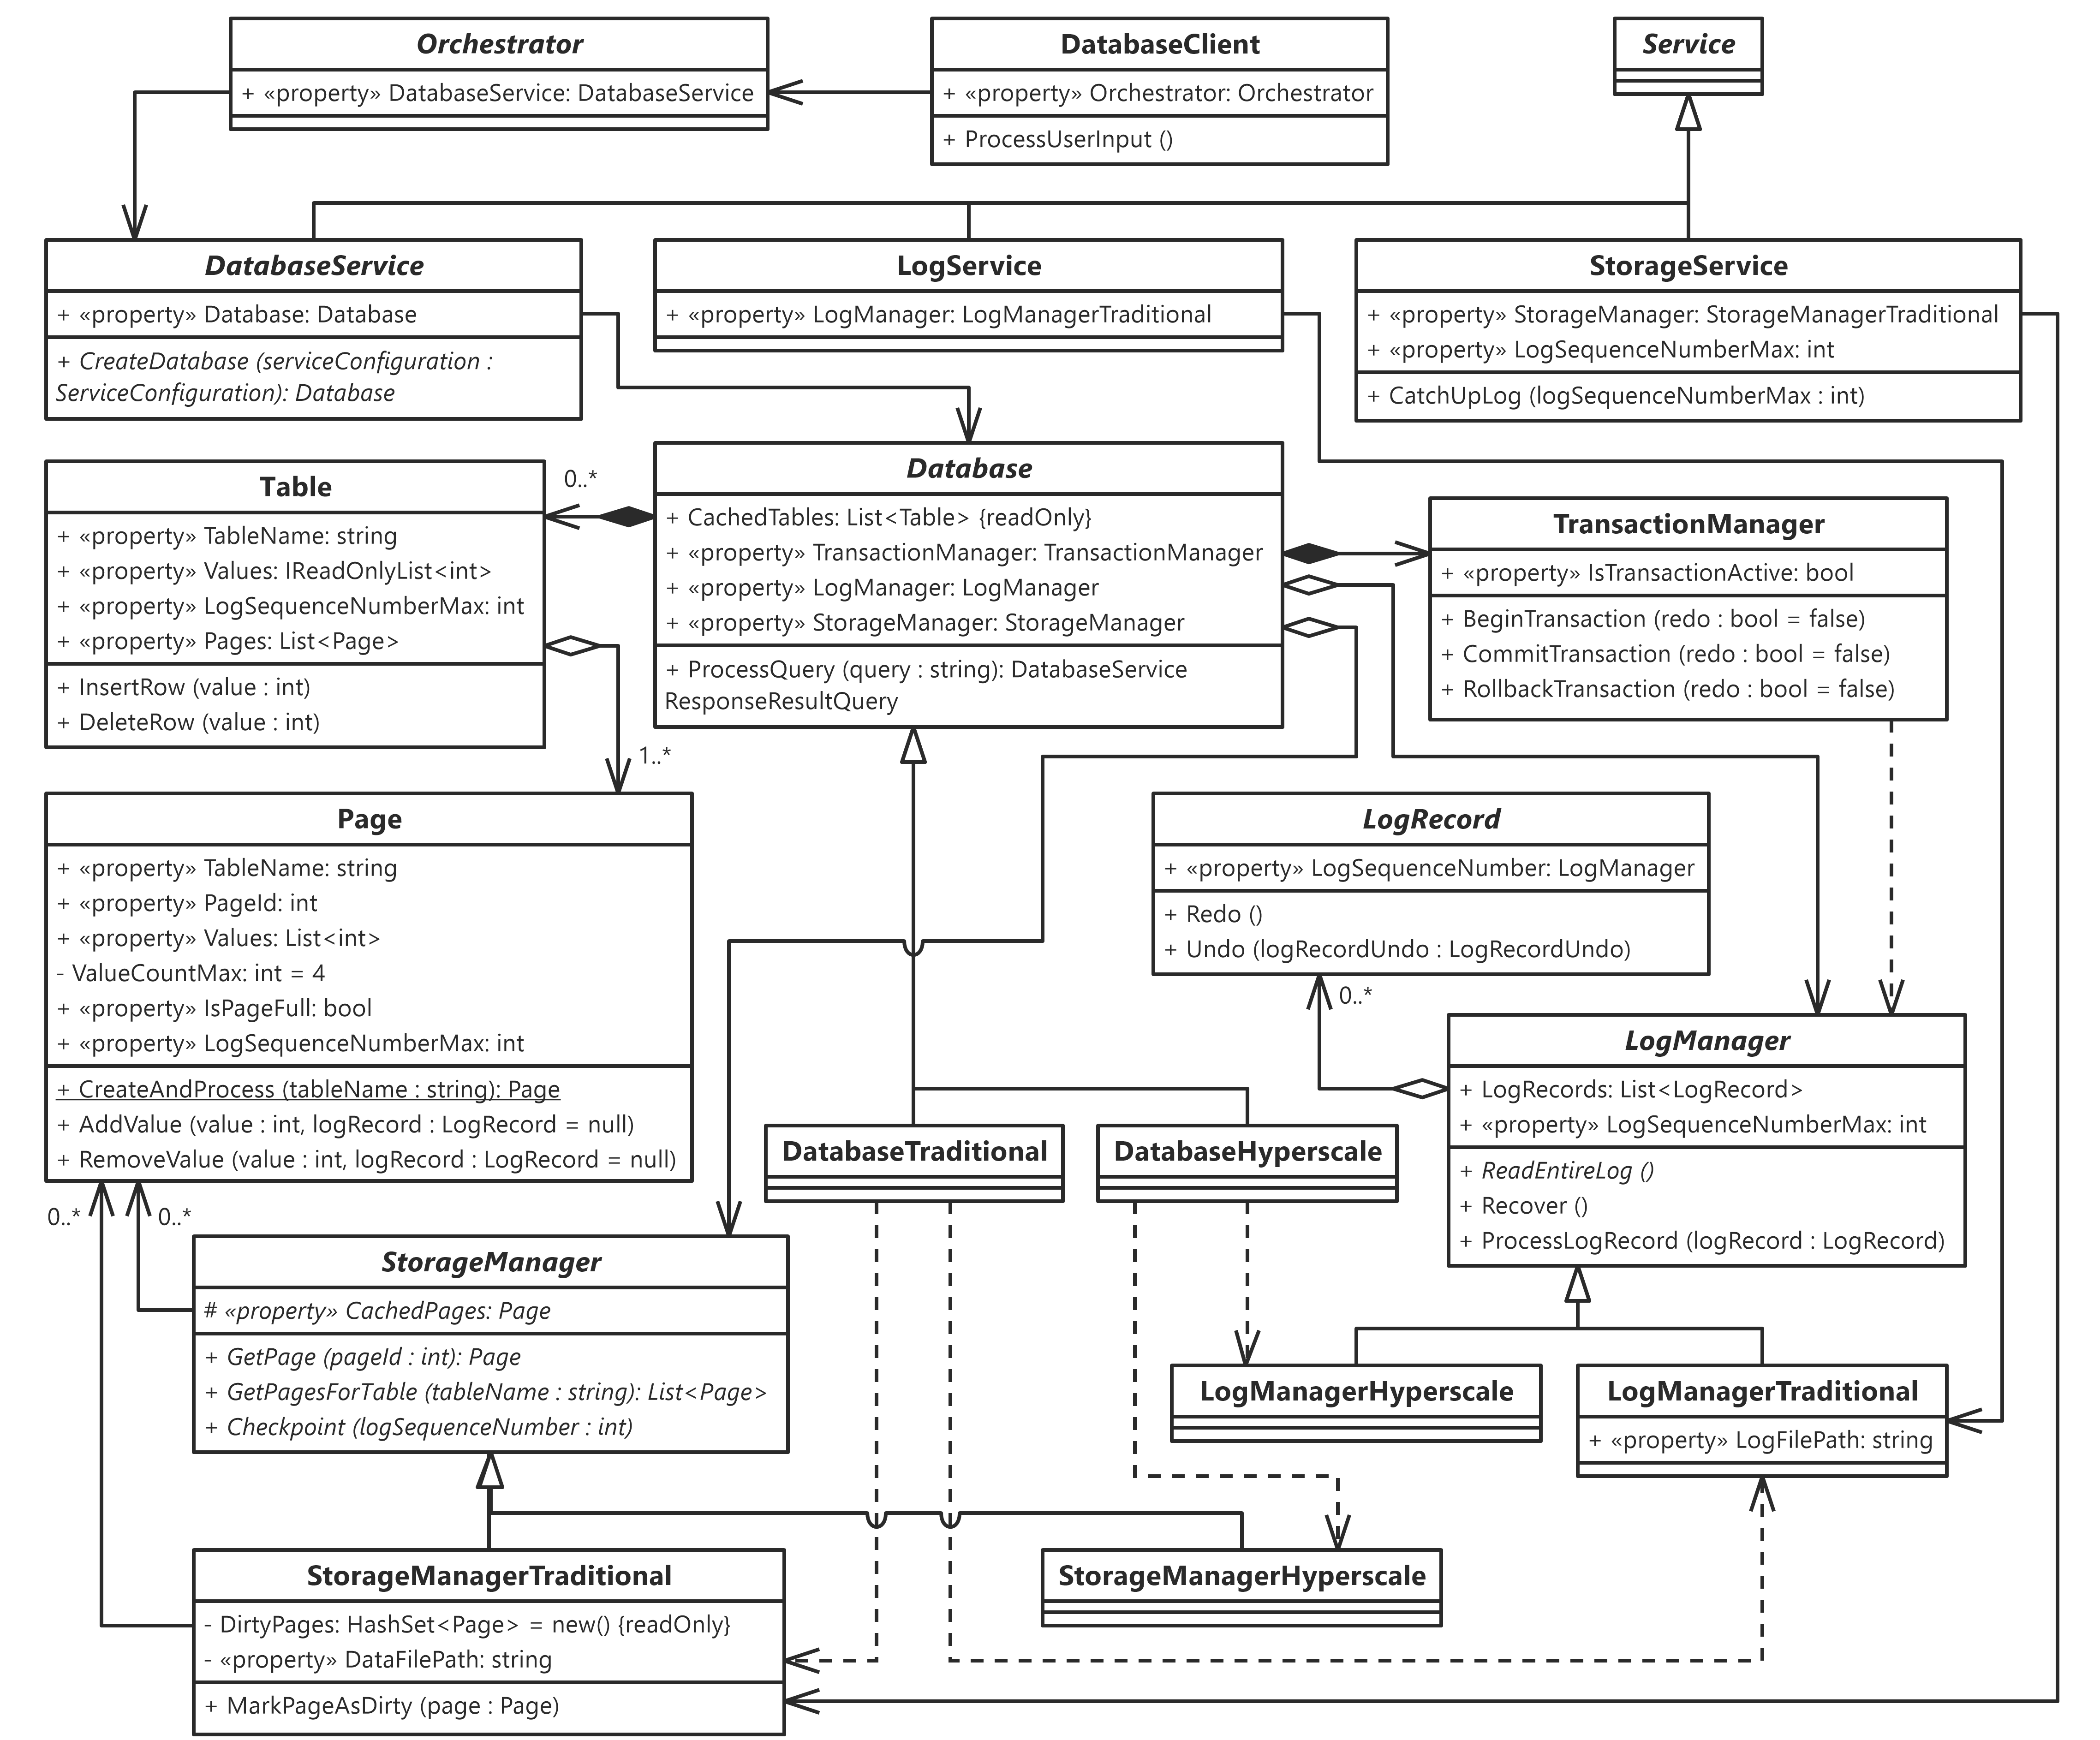 Orchestrator
+ «property» DatabaseService: DatabaseService
DatabaseClient
+ «property» Orchestrator: Orchestrator
+ ProcessUserInput ()
Service
DatabaseService
+ «property» Database: Database
+ CreateDatabase (serviceConfiguration :
ServiceConfiguration): Database
LogService
+ «property» LogManager: LogManagerTraditional
StorageService
+ «property» StorageManager: StorageManagerTraditional
+ «property» LogSequenceNumberMax: int
+ CatchUpLog (logSequenceNumberMax : int)
Table
+ «property» TableName: string
+ «property» Values: IReadOnlyList<int>
+ «property» LogSequenceNumberMax: int
+ «property» Pages: List<Page>
+ InsertRow (value : int)
+ DeleteRow (value : int)
0..*
1..*
Database
+ CachedTables: List<Table> {readOnly}
+ «property» TransactionManager: TransactionManager
+ «property» LogManager: LogManager
+ «property» StorageManager: StorageManager
+ ProcessQuery (query : string): DatabaseService
ResponseResultQuery
TransactionManager
+ «property» IsTransactionActive: bool
+ BeginTransaction (redo : bool = false)
+ CommitTransaction (redo : bool = false)
+ RollbackTransaction (redo : bool = false)
Page
+ «property» TableName: string
+ «property» PageId: int
+ «property» Values: List<int>
- ValueCountMax: int = 4
+ «property» IsPageFull: bool
+ «property» LogSequenceNumberMax: int
+ CreateAndProcess (tableName : string): Page
+ AddValue (value : int, logRecord : LogRecord = null)
+ RemoveValue (value : int, logRecord : LogRecord = null)
0..*
0..*
LogRecord
+ «property» LogSequenceNumber: LogManager
+ Redo ()
+ Undo (logRecordUndo : LogRecordUndo)
0..*
LogManager
+ LogRecords: List<LogRecord>
+ «property» LogSequenceNumberMax: int
+ ReadEntireLog ()
+ Recover ()
+ ProcessLogRecord (logRecord : LogRecord)
DatabaseTraditional
DatabaseHyperscale
StorageManager
# «property» CachedPages: Page
+ GetPage (pageId : int): Page
+ GetPagesForTable (tableName : string): List<Page>
+ Checkpoint (logSequenceNumber : int)
LogManagerHyperscale
LogManagerTraditional
+ «property» LogFilePath: string
StorageManagerTraditional
- DirtyPages: HashSet<Page> = new() {readOnly}
- «property» DataFilePath: string
+ MarkPageAsDirty (page : Page)
StorageManagerHyperscale